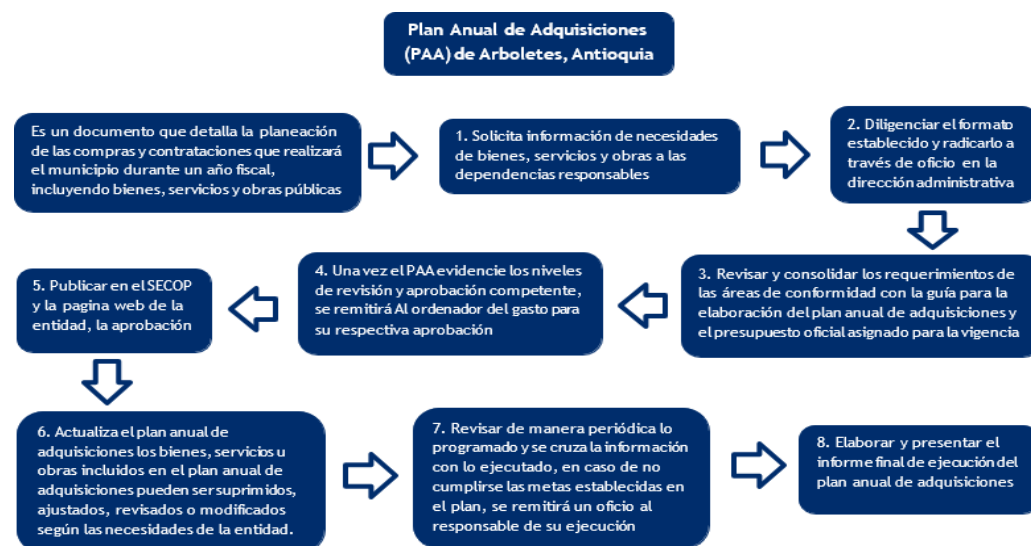 Plan Anual de Adquisiciones
(PAA) de Arboletes, Antioquia
Es un documento que detalla la planeación
de las compras y contrataciones que realizará
el municipio durante un año fiscal,
incluyendo bienes, servicios y obras públicas
1. Solicita información de necesidades
de bienes, servicios y obras a las
dependencias responsables
2. Diligenciar el formato
establecido y radicarlo a
través de oficio en la
dirección administrativa
3. Revisar y consolidar los requerimientos de
las áreas de conformidad con la guía para la
elaboración del plan anual de adquisiciones y
el presupuesto oficial asignado para la vigencia
4. Una vez el PAA evidencie los niveles
de revisión y aprobación competente,
se remitirá Al ordenador del gasto para
su respectiva aprobación
5. Publicar en el SECOP
y la pagina web de la
entidad, la aprobación
6. Actualiza el plan anual de
adquisiciones los bienes, servicios u
obras incluidos en el plan anual de
adquisiciones pueden ser suprimidos,
ajustados, revisados o modificados
según las necesidades de la entidad.
7. Revisar de manera periódica lo
programado y se cruza la información
con lo ejecutado, en caso de no
cumplirse las metas establecidas en
el plan, se remitirá un oficio al
responsable de su ejecución
8. Elaborar y presentar el
informe final de ejecución del
plan anual de adquisiciones